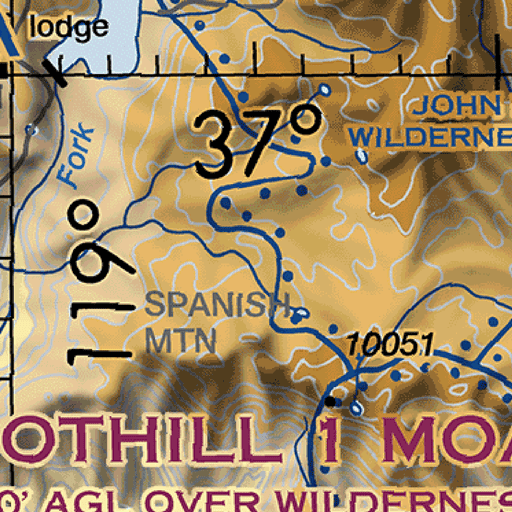 lodge
JOHN
WILDERNE
37°
Fork
119°
SPANISH
MTN
10051
OTHILL 1 MOA
0' AGL OVER WILDERNES